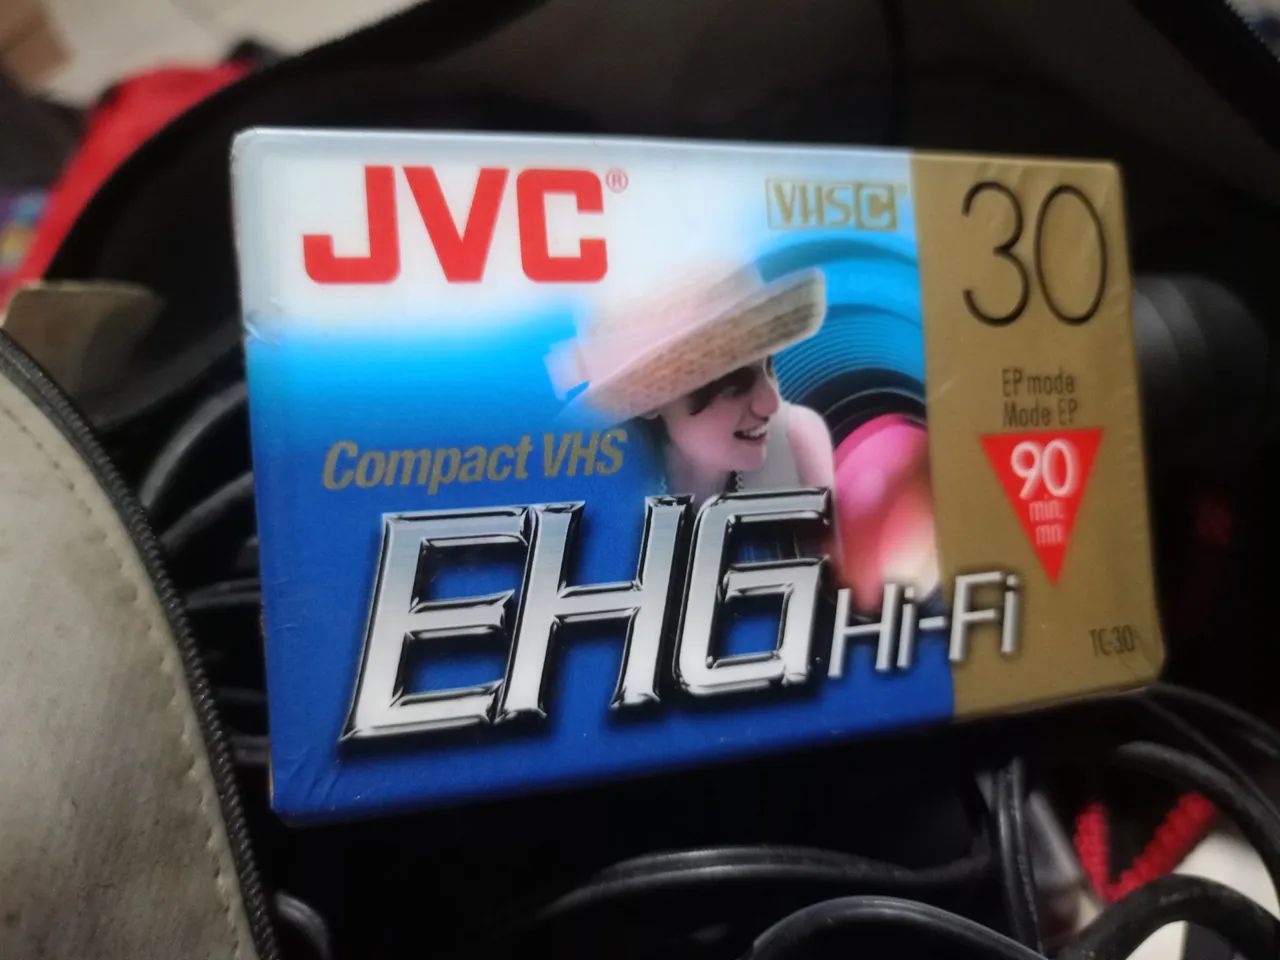 JVC®
VHS C
30
EP mode
Mode EP
90
min.
mn
Compact VHS
EHG Hi-Fi
TC-30